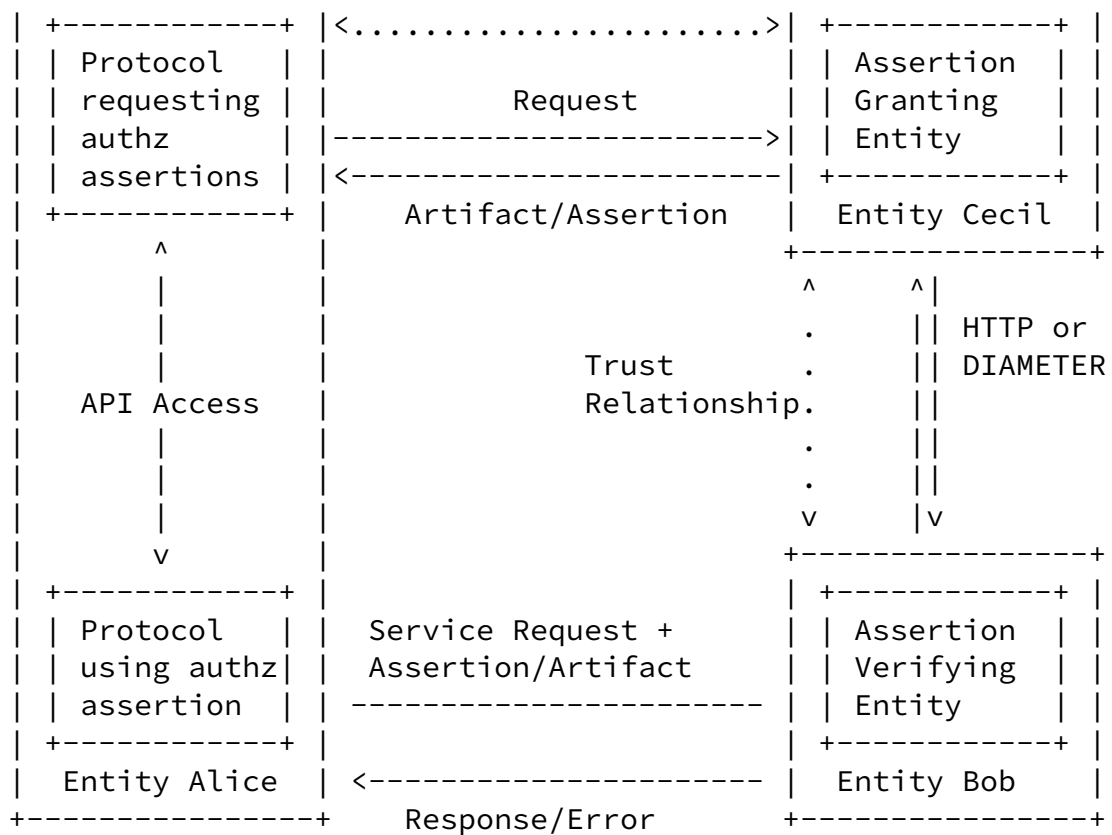 |  +------------+  |<.......................>|  +------------+  |
|  | Protocol   |  |                         |  | Assertion  |  |
|  | requesting |  |         Request         |  | Granting   |  |
|  | authz      |  |------------------------>|  | Entity     |  |
|  | assertions |  |<------------------------|  +------------+  |
|  +------------+  |    Artifact/Assertion   |  Entity Cecil  |
|       ^          |                         +----------------+
|       |          |                          ^     ^|
|       |          |                          .     || HTTP or
|       |          |              Trust       .     || DIAMETER
|   API Access     |              Relationship.     ||
|       |          |                          .     ||
|       |          |                          .     ||
|       |          |                          v     |v
|       v          |                         +----------------+
|  +------------+  |                         |  +------------+  |
|  | Protocol   |  |  Service Request +      |  | Assertion  |  |
|  | using authz|  |  Assertion/Artifact     |  | Verifying  |  |
|  | assertion  |  | ----------------------- |  | Entity     |  |
|  +------------+  |                         |  +------------+  |
|  Entity Alice    | <---------------------- |  Entity Bob    |
+----------------+    Response/Error         +----------------+